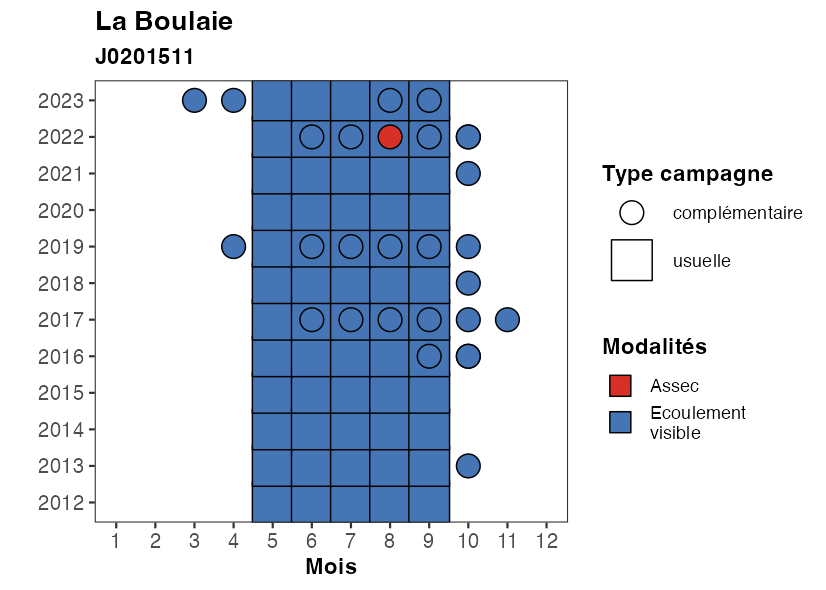 La Boulaie
J0201511
2023
2022
2021
2020
2019
2018
2017
2016
2015
2014
2013
2012
1 2 3 4 5 6 7 8 9 10 11 12
Mois
Type campagne
complémentaire
usuelle
Modalités
Assec
Ecoulement
visible